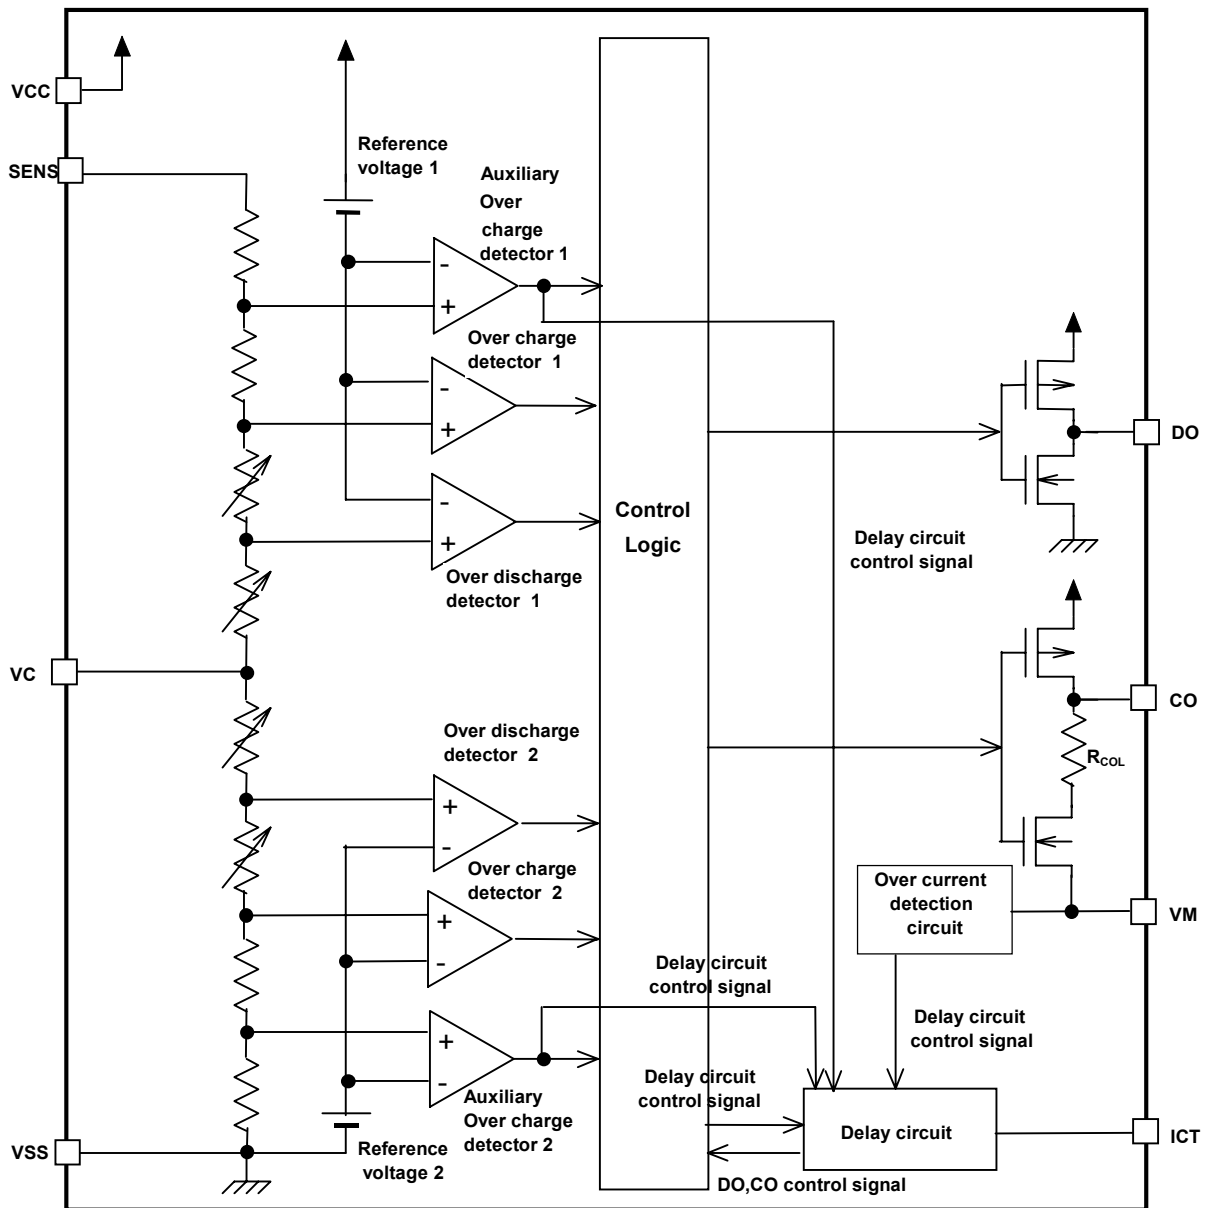 VCC
SENS
Reference
voltage 1
Auxiliary
Over
charge
detector 1
-
+
Over charge
detector 1
-
+
-
+
Over discharge
detector 1
Control
Logic
Delay circuit
control signal
DO
VC
CO
RCOL
Over discharge
detector 2
+
-
Over charge
detector 2
+
-
Over current
detection
circuit
VM
Delay circuit
control signal
Delay circuit
control signal
+
-
Auxiliary
Over charge
detector 2
Delay circuit
control signal
Delay circuit
ICT
VSS
Reference
voltage 2
DO,CO control signal